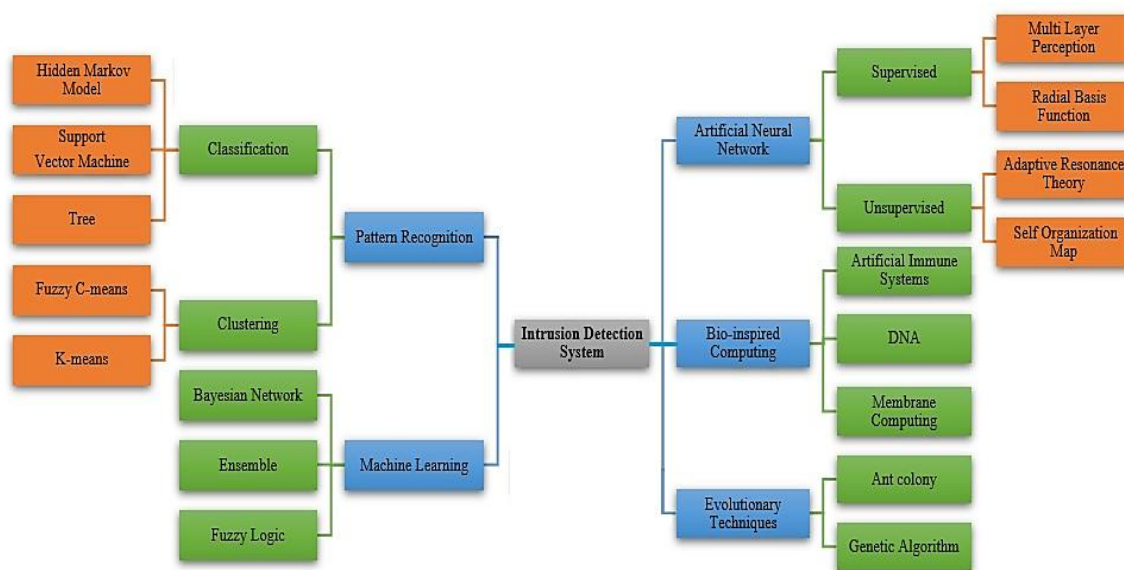 Hidden Markov
Model
Support
Vector Machine
Tree
Fuzzy C-means
K-means
Classification
Clustering
Bayesian Network
Ensemble
Fuzzy Logic
Pattern Recognition
Machine Learning
Intrusion Detection
System
Artificial Neural
Network
Bio-inspired
Computing
Evolutionary
Techniques
Supervised
Unsupervised
Artificial Immune
Systems
DNA
Membrane
Computing
Ant colony
Genetic Algorithm
Multi Layer
Perception
Radial Basis
Function
Adaptive Resonance
Theory
Self Organization
Map